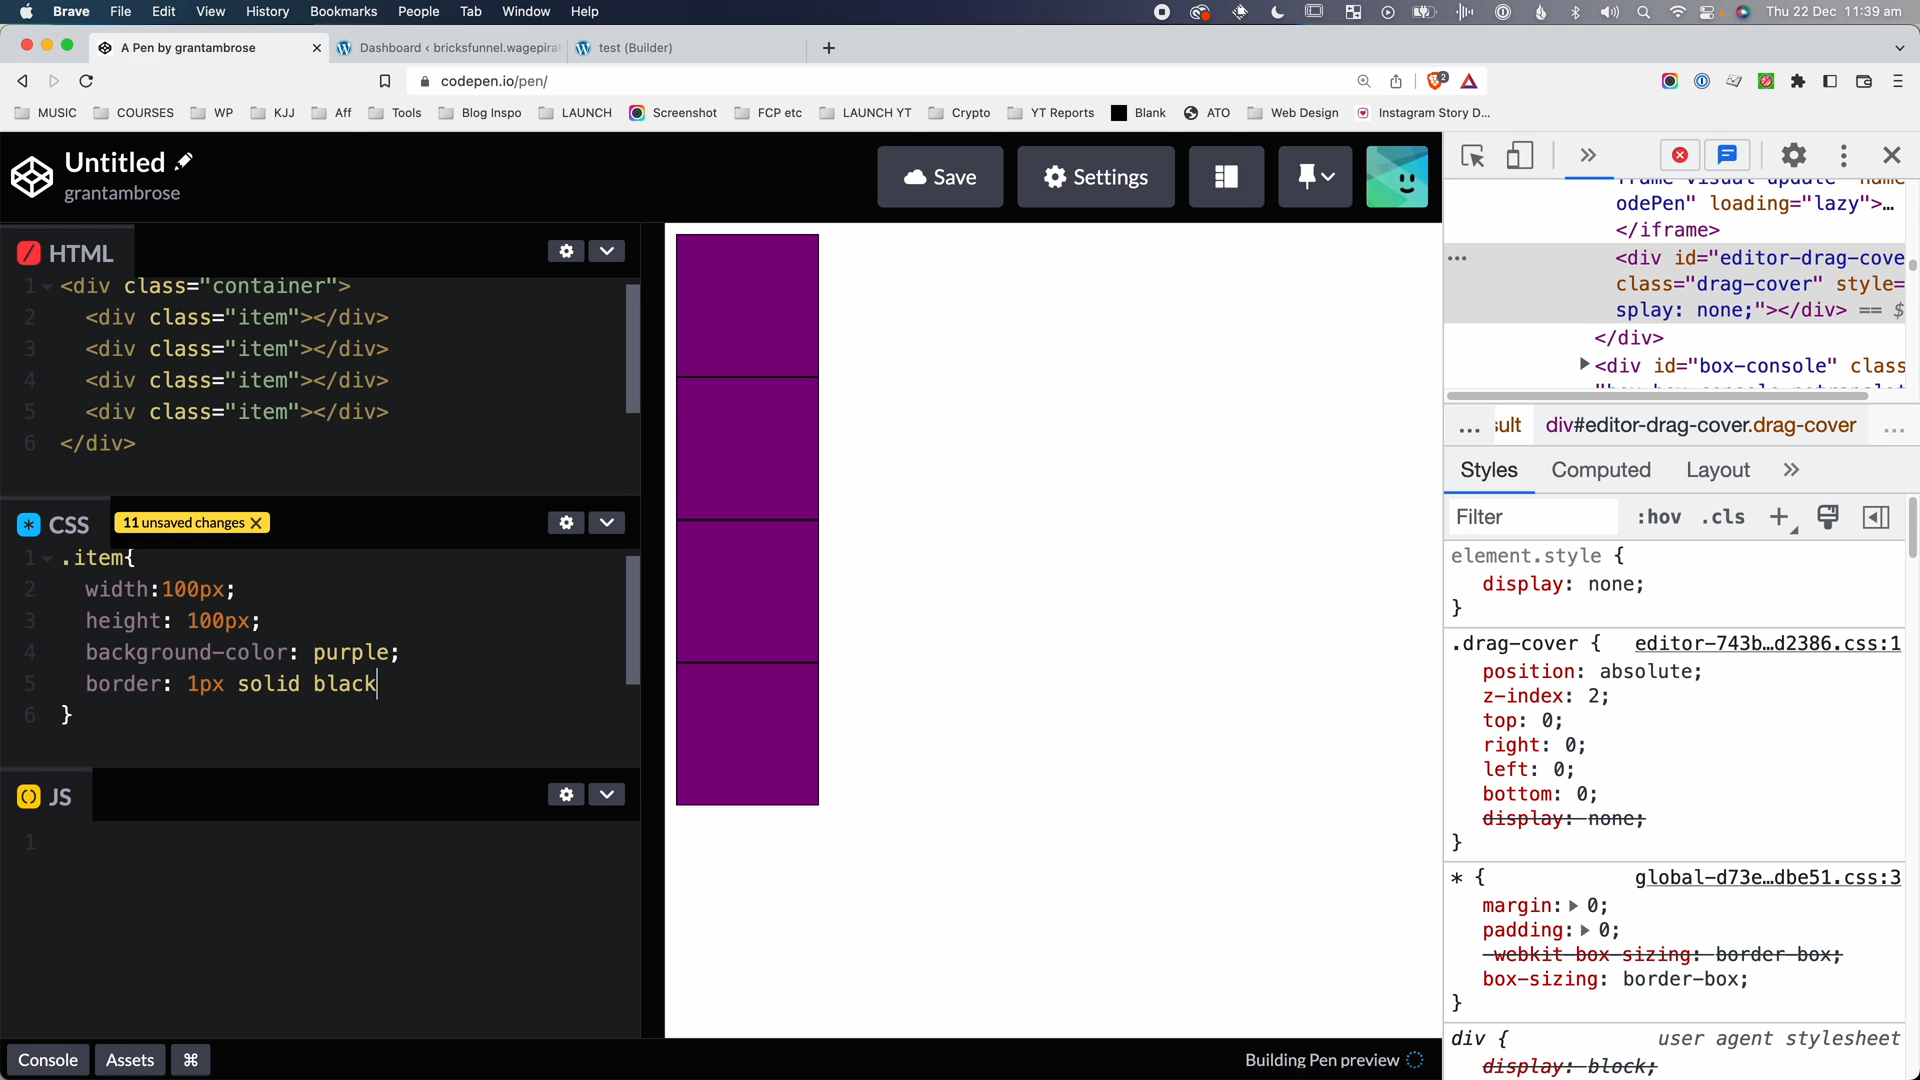 Brave File Edit View History Bookmarks People Tab Window Help
Thu 22 Dec 11:39 am
A Pen by grantambrose
Dashboard ‹ bricksfunnel.wagepirat
test (Builder)
codepen.io/pen/
2
MUSIC COURSES WP KJJ Aff Tools Blog Inspo LAUNCH Screenshot FCP etc LAUNCH YT Crypto YT Reports Blank ATO Web Design Instagram Story D...
Untitled
grantambrose
Save
Settings
HTML
1 <div class="container">
2 <div class="item"></div>
3 <div class="item"></div>
4 <div class="item"></div>
5 <div class="item"></div>
6 </div>
CSS
11 unsaved changes
1 .item{
2 width:100px;
3 height: 100px;
4 background-color: purple;
5 border: 1px solid black
6 }
JS
1
Console Assets ⌘
Building Pen preview
odePen" loading="lazy">…
</iframe>
<div id="editor-drag-cove
class="drag-cover" style=
splay: none;"></div> == $
</div>
<div id="box-console" class
... sult div#editor-drag-cover.drag-cover ...
Styles Computed Layout
Filter
:hov .cls
element.style {
display: none;
}
.drag-cover { editor-743b…d2386.css:1
position: absolute;
z-index: 2;
top: 0;
right: 0;
left: 0;
bottom: 0;
display: none;
}
* { global-d73e…dbe51.css:3
margin: 0;
padding: 0;
-webkit-box-sizing: border-box;
box-sizing: border-box;
}
div { user agent stylesheet
display: block;